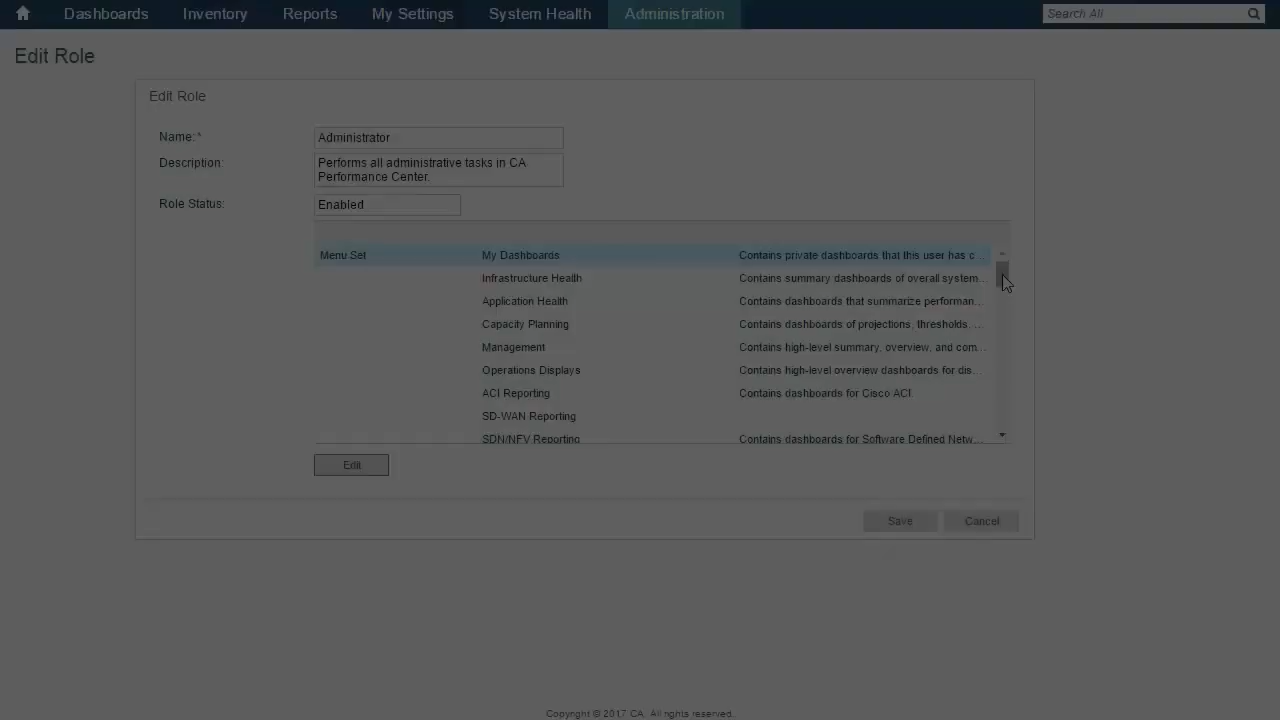 Dashboards Inventory Reports My Settings System Health Administration Search All
Edit Role
Edit Role
Name:* Administrator
Description: Performs all administrative tasks in CA
Performance Center.
Role Status: Enabled
Menu Set My Dashboards Contains private dashboards that this user has c...
Infrastructure Health Contains summary dashboards of overall system...
Application Health Contains dashboards that summarize performan...
Capacity Planning Contains dashboards of projections, thresholds, ...
Management Contains high-level summary, overview, and com...
Operations Displays Contains high-level overview dashboards for dis...
ACI Reporting Contains dashboards for Cisco ACI.
SD-WAN Reporting
SDN/NFV Reporting Contains dashboards for Software Defined Netw...
Edit
Save Cancel
Copyright © 2017 CA. All rights reserved.